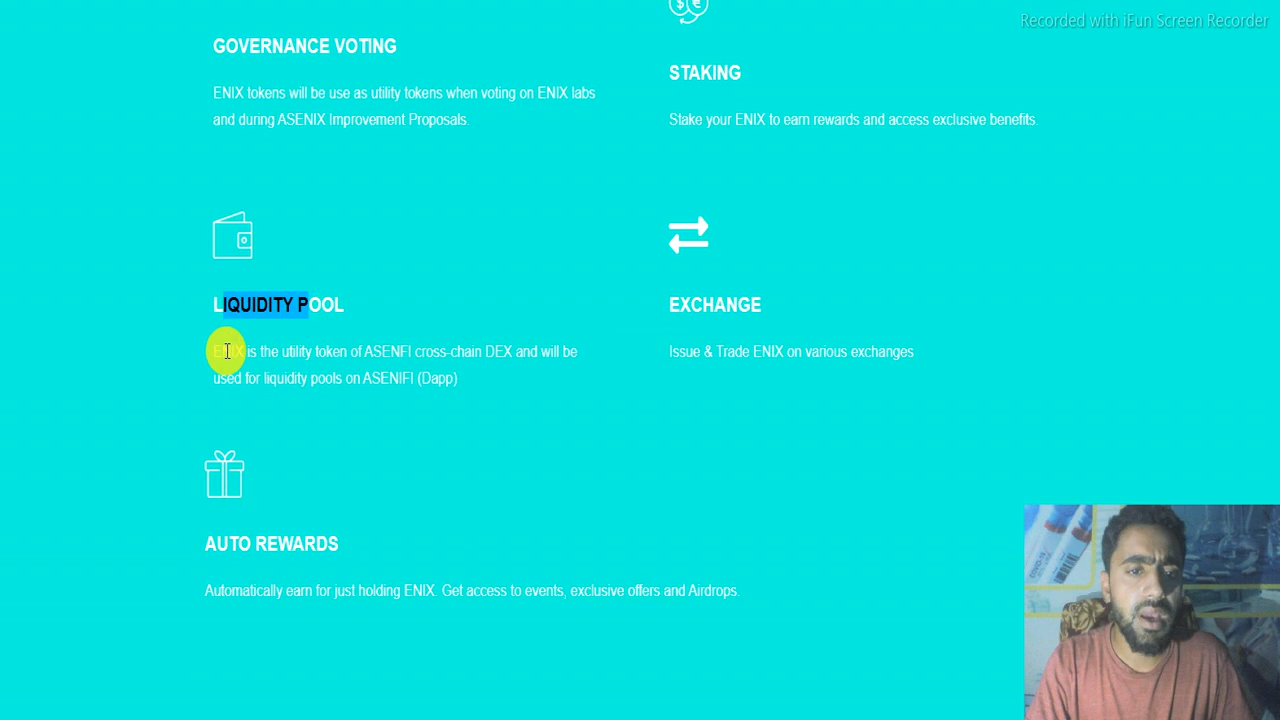 Recorded with iFun Screen Recorder
GOVERNANCE VOTING
ENIX tokens will be use as utility tokens when voting on ENIX labs
and during ASENIX Improvement Proposals.
STAKING
Stake your ENIX to earn rewards and access exclusive benefits.
LIQUIDITY POOL
ENIX is the utility token of ASENFI cross-chain DEX and will be
used for liquidity pools on ASENIFI (Dapp)
EXCHANGE
Issue & Trade ENIX on various exchanges
AUTO REWARDS
Automatically earn for just holding ENIX. Get access to events, exclusive offers and Airdrops.